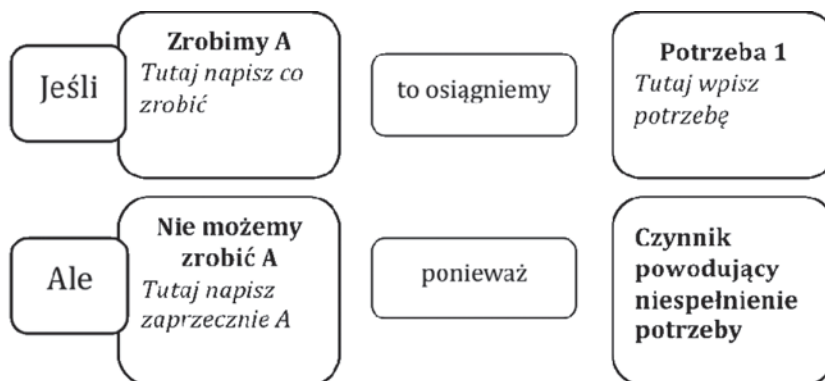 Jeśli
Zrobimy A
Tutaj napisz co
zrobić
to osiągniemy
Potrzeba 1
Tutaj wpisz
potrzebę
Ale
Nie możemy
zrobić A
Tutaj napisz
zaprzecznie A
ponieważ
Czynnik
powodujący
niespełnienie
potrzeby